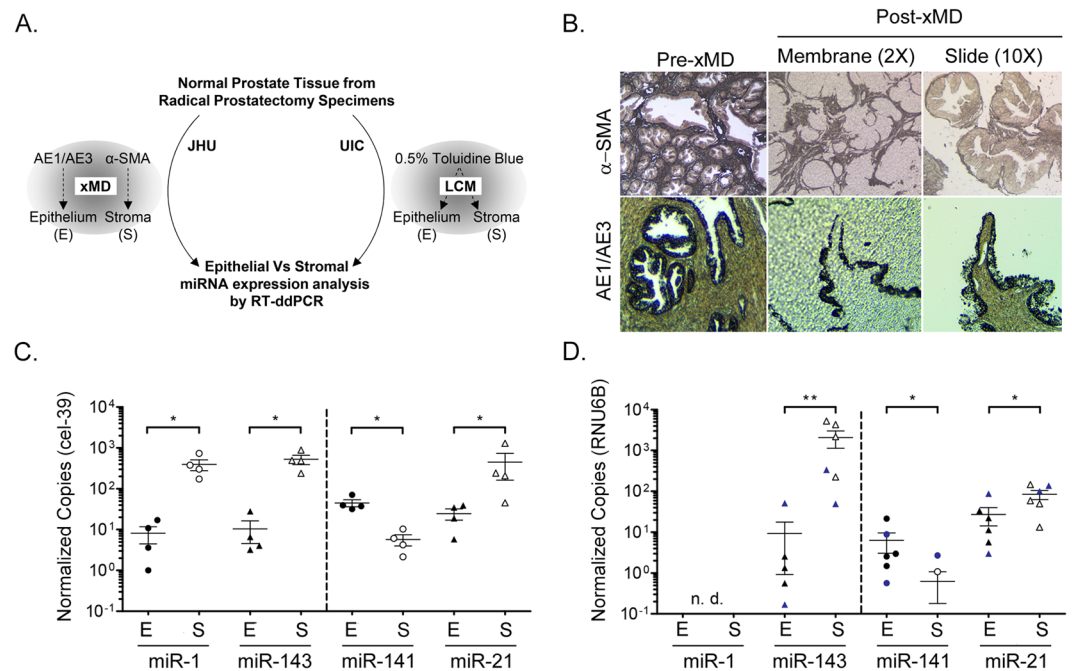 A.
Normal Prostate Tissue from
Radical Prostatectomy Specimens
JHU
UIC
AE1/AE3 α-SMA
xMD
Epithelium Stroma
(E) (S)
0.5% Toluidine Blue
LCM
Epithelium Stroma
(E) (S)
Epithelial Vs Stromal
miRNA expression analysis
by RT-ddPCR
B.
Post-xMD
Pre-xMD Membrane (2X) Slide (10X)
α–SMA
AE1/AE3
C.
Normalized Copies (cel-39)
10⁴
10³
10²
10¹
10⁰
10⁻¹
* * * *
E S E S E S E S
miR-1 miR-143 miR-141 miR-21
D.
Normalized Copies (RNU6B)
10⁴
10³
10²
10¹
10⁰
10⁻¹
** * *
n. d.
E S E S E S E S
miR-1 miR-143 miR-141 miR-21